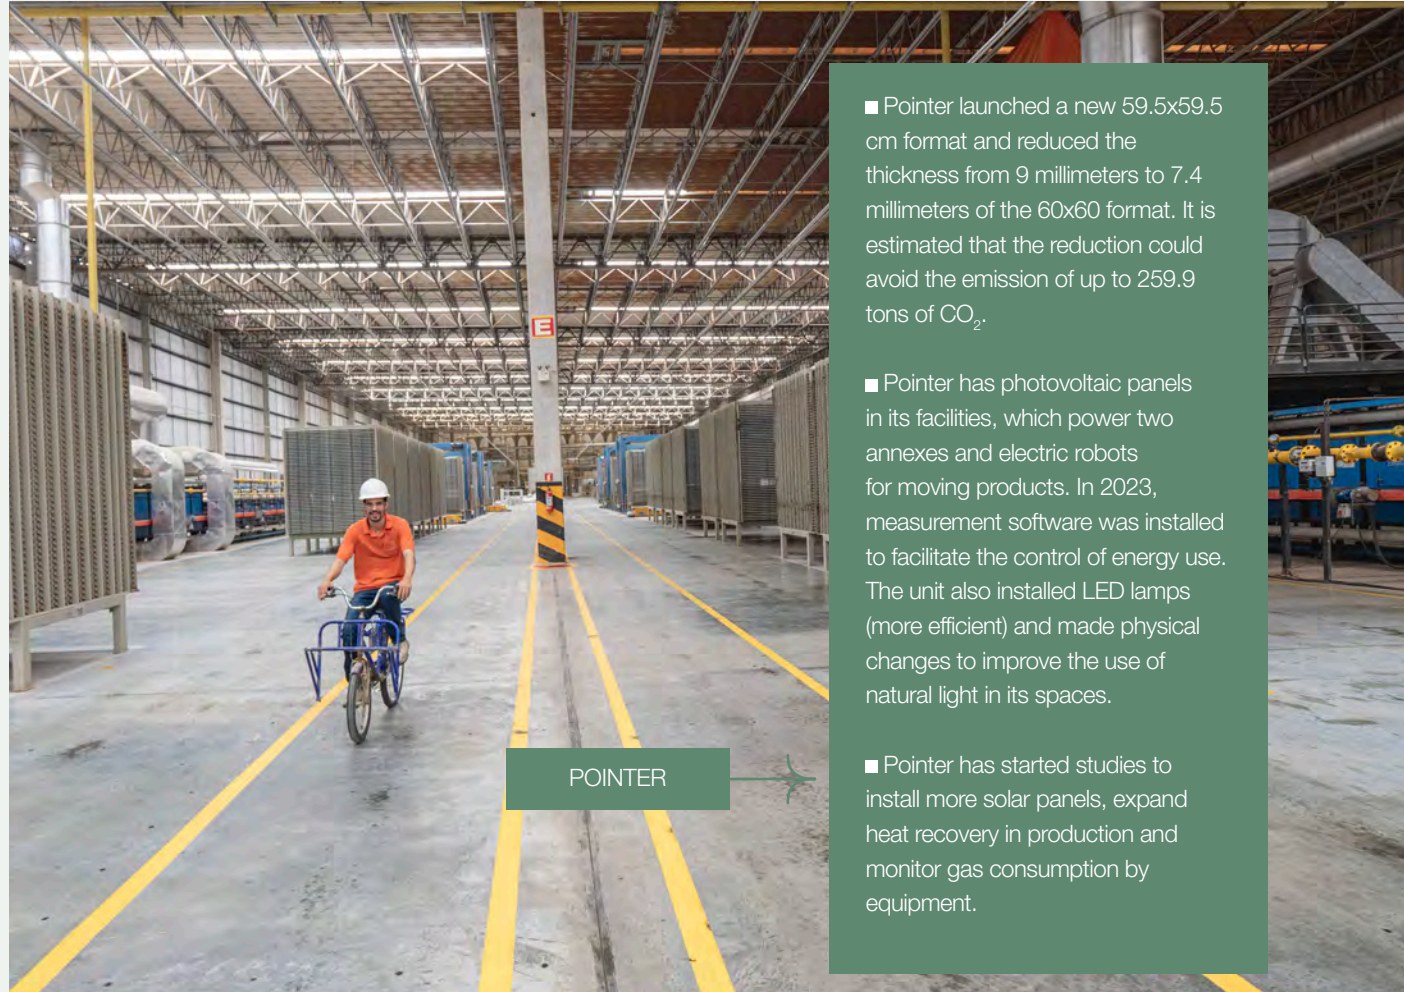 ■ Pointer launched a new 59.5x59.5
cm format and reduced the
thickness from 9 millimeters to 7.4
millimeters of the 60x60 format. It is
estimated that the reduction could
avoid the emission of up to 259.9
tons of CO₂.
■ Pointer has photovoltaic panels
in its facilities, which power two
annexes and electric robots
for moving products. In 2023,
measurement software was installed
to facilitate the control of energy use.
The unit also installed LED lamps
(more efficient) and made physical
changes to improve the use of
natural light in its spaces.
■ Pointer has started studies to
install more solar panels, expand
heat recovery in production and
monitor gas consumption by
equipment.
POINTER
E